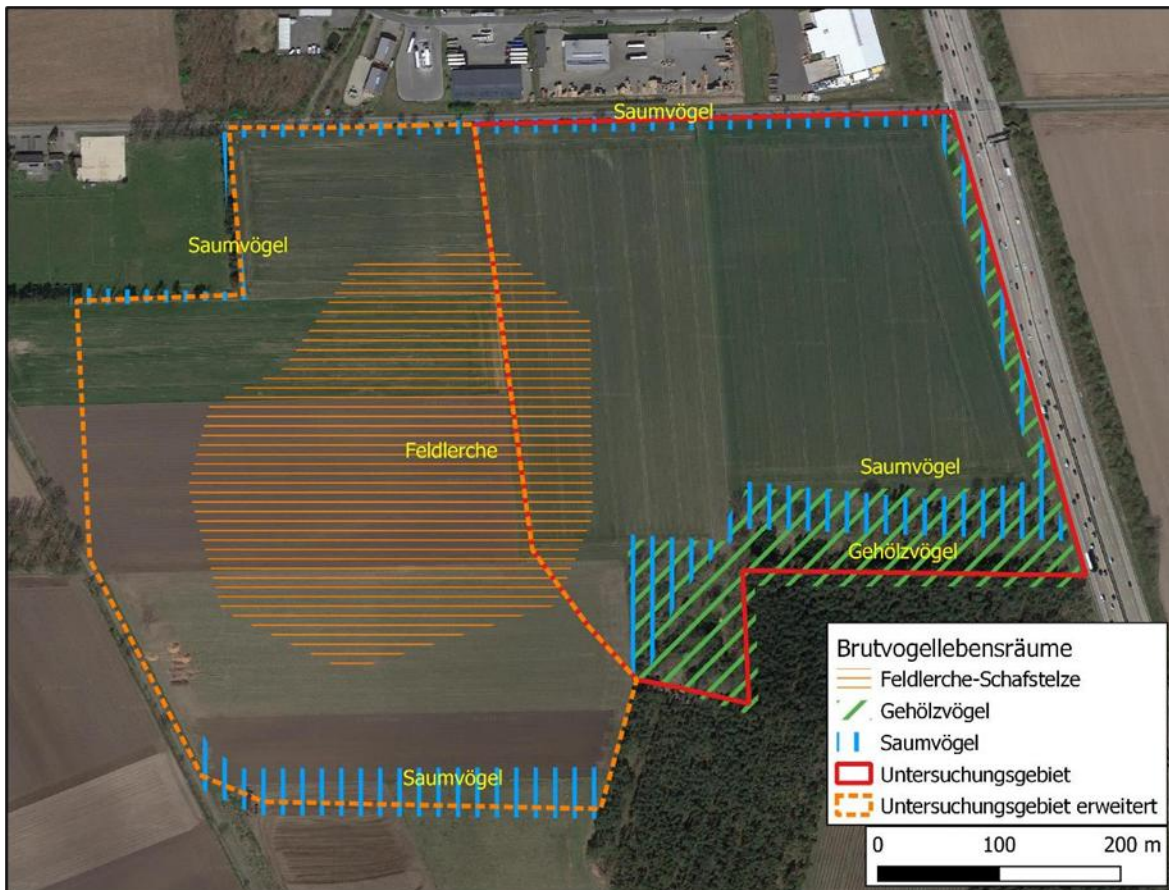 Saumvögel
Saumvögel
Feldlerche
Saumvögel
Gehölzvögel
Saumvögel
Brutvogellebensräume
Feldlerche-Schafstelze
Gehölzvögel
Saumvögel
Untersuchungsgebiet
Untersuchungsgebiet erweitert
0 100 200 m